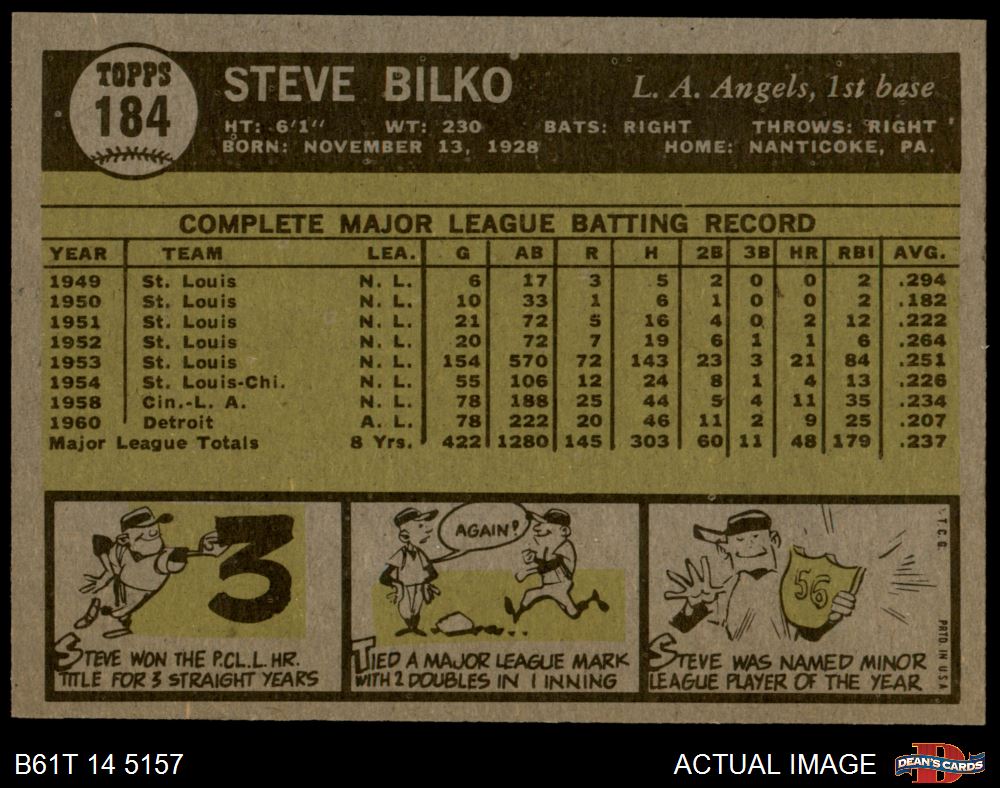 TOPPS
184
STEVE BILKO
L. A. Angels, 1st base
HT: 6'1" WT: 230 BATS: RIGHT THROWS: RIGHT
BORN: NOVEMBER 13, 1928 HOME: NANTICOKE, PA.
COMPLETE MAJOR LEAGUE BATTING RECORD
YEAR TEAM LEA. G AB R H 2B 3B HR RBI AVG.
1949 St. Louis N. L. 6 17 3 5 2 0 0 2 .294
1950 St. Louis N. L. 10 33 1 6 1 0 0 2 .182
1951 St. Louis N. L. 21 72 5 16 4 0 2 12 .222
1952 St. Louis N. L. 20 72 7 19 6 1 1 6 .264
1953 St. Louis N. L. 154 570 72 143 23 3 21 84 .251
1954 St. Louis-Chi. N. L. 55 106 12 24 8 1 4 13 .226
1958 Cin.-L. A. N. L. 78 188 25 44 5 4 11 35 .234
1960 Detroit A. L. 78 222 20 46 11 2 9 25 .207
Major League Totals 8 Yrs. 422 1280 145 303 60 11 48 179 .237
3
STEVE WON THE P.C.L. H.R.
TITLE FOR 3 STRAIGHT YEARS
AGAIN?
TIED A MAJOR LEAGUE MARK
WITH 2 DOUBLES IN 1 INNING
56
STEVE WAS NAMED MINOR
LEAGUE PLAYER OF THE YEAR
T.C.G.
PRTD. IN U.S.A.
B61T 14 5157
ACTUAL IMAGE
D
DEAN'S CARDS